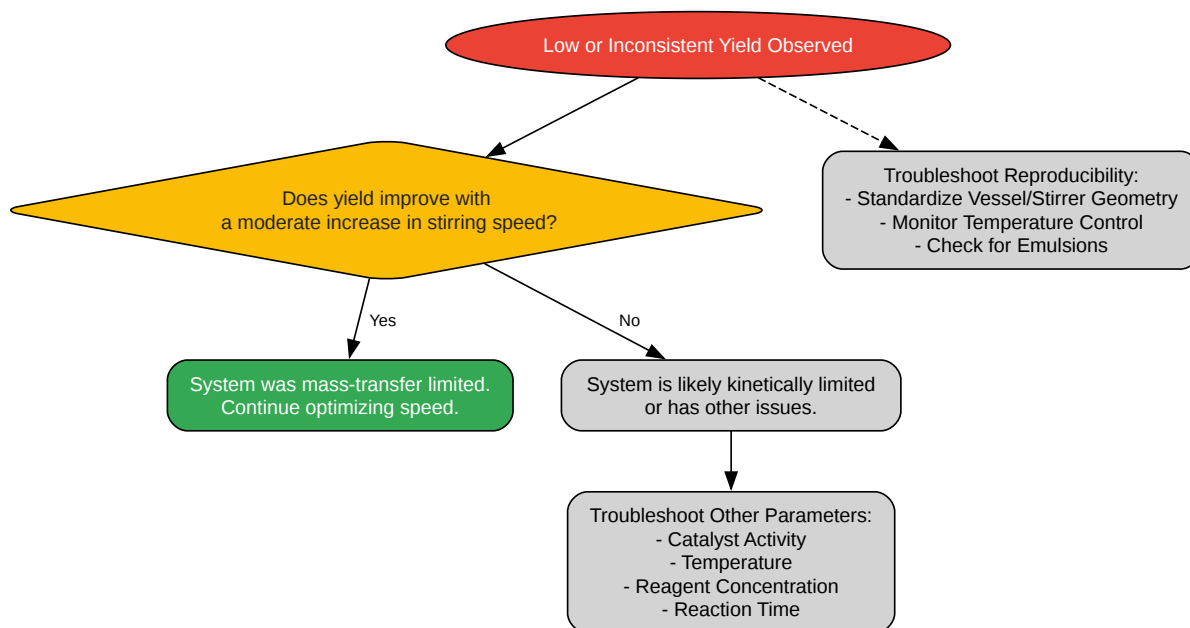 Low or Inconsistent Yield Observed
Does yield improve with
a moderate increase in stirring speed?
Troubleshoot Reproducibility:
- Standardize Vessel/Stirrer Geometry
- Monitor Temperature Control
- Check for Emulsions
Yes
No
System was mass-transfer limited.
Continue optimizing speed.
System is likely kinetically limited
or has other issues.
Troubleshoot Other Parameters:
- Catalyst Activity
- Temperature
- Reagent Concentration
- Reaction Time